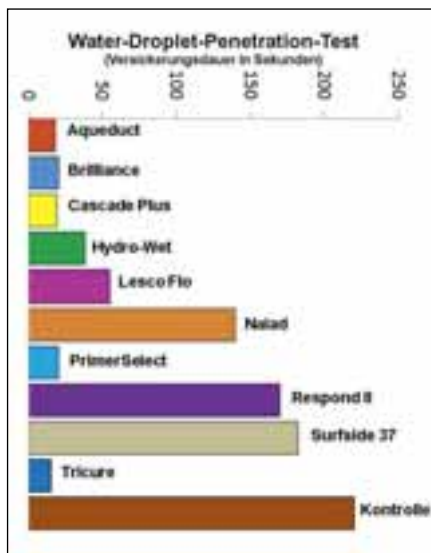 Water-Droplet-Penetration-Test
(Versickerungsdauer in Sekunden)
0 50 100 150 200 250
Aqueduct
Brilliance
Cascade Plus
Hydro-Wet
Lesco Flo
Naiad
PrimerSelect
Respond II
Surfside 37
Tricure
Kontrolle